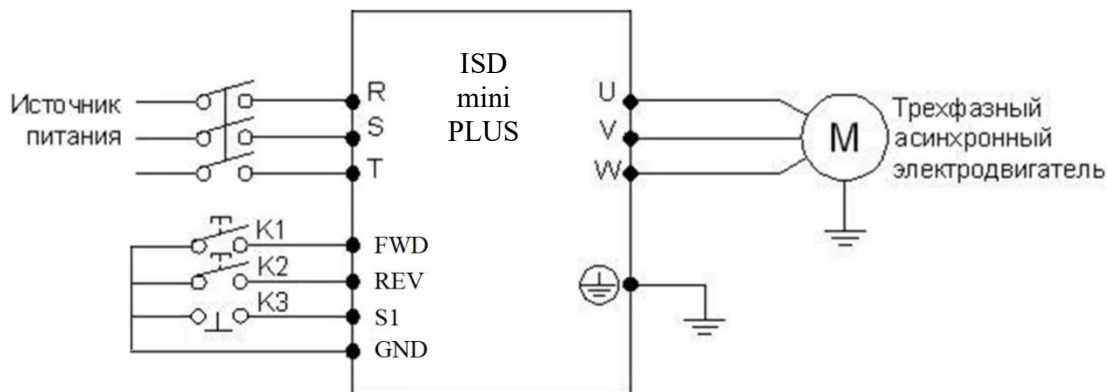 ISD
mini
PLUS
Источник
питания
R
S
T
U
V
W
M
Трехфазный
асинхронный
электродвигатель
K1
FWD
K2
REV
K3
S1
GND